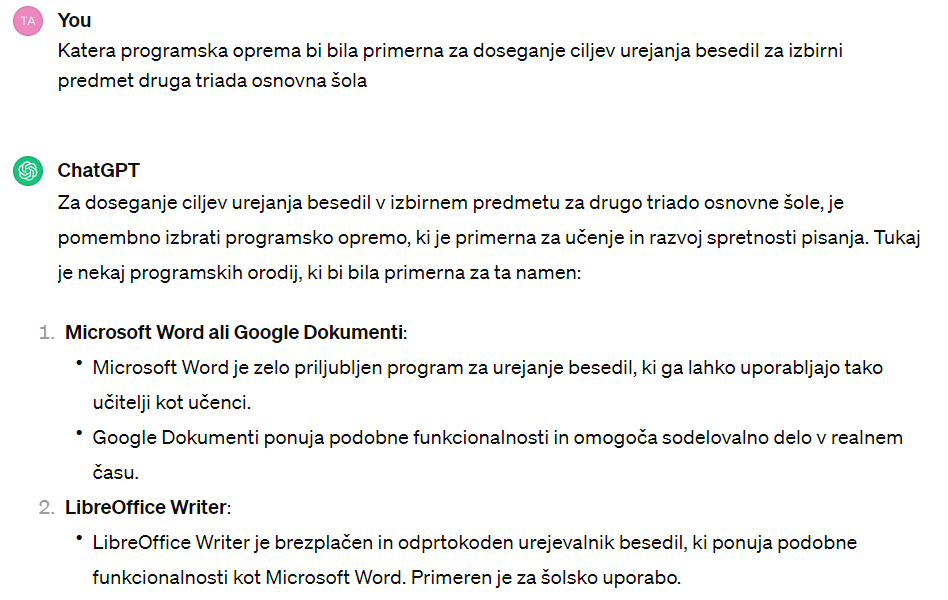 TA You
Katera programska oprema bi bila primerna za doseganje ciljev urejanja besedil za izbirni
predmet druga triada osnovna šola
ChatGPT
Za doseganje ciljev urejanja besedil v izbirnem predmetu za drugo triado osnovne šole, je
pomembno izbrati programsko opremo, ki je primerna za učenje in razvoj spretnosti pisanja. Tukaj
je nekaj programskih orodij, ki bi bila primerna za ta namen:
1. Microsoft Word ali Google Dokumenti:
• Microsoft Word je zelo priljubljen program za urejanje besedil, ki ga lahko uporabljajo tako
učitelji kot učenci.
• Google Dokumenti ponuja podobne funkcionalnosti in omogoča sodelovalno delo v realnem
času.
2. LibreOffice Writer:
• LibreOffice Writer je brezplačen in odprtokoden urejevalnik besedil, ki ponuja podobne
funkcionalnosti kot Microsoft Word. Primeren je za šolsko uporabo.